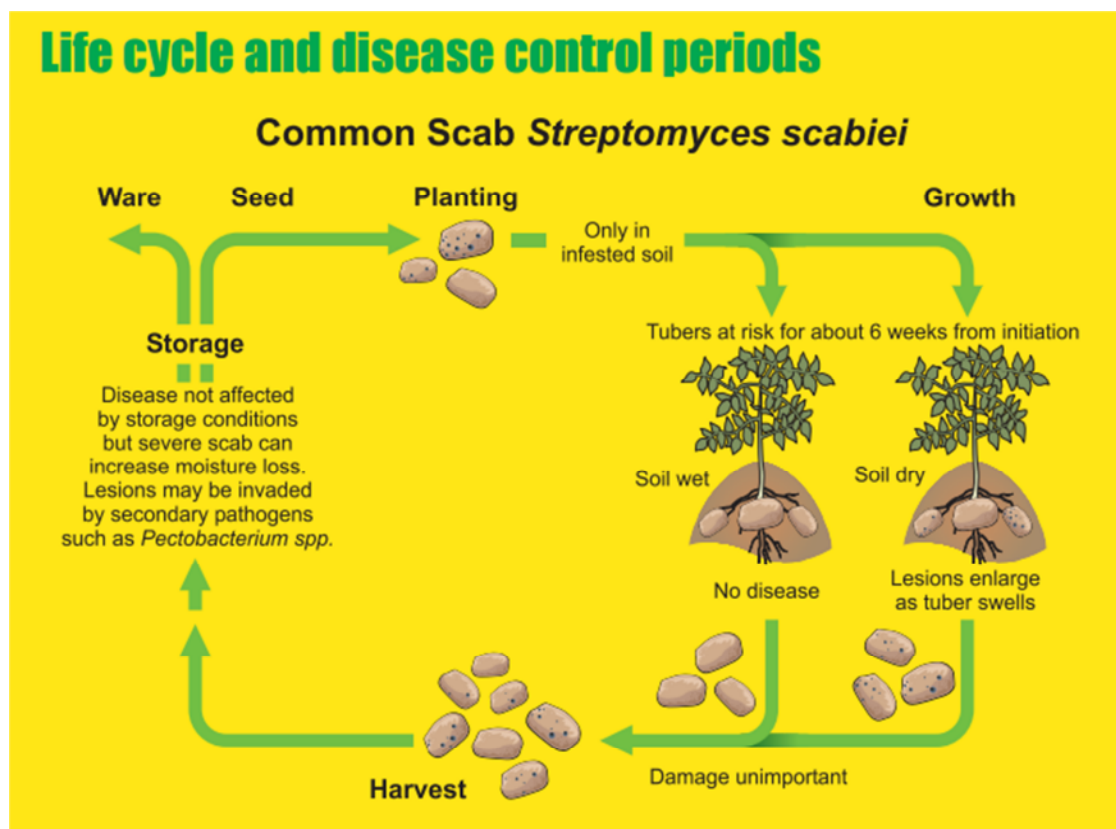 Life cycle and disease control periods
Common Scab Streptomyces scabiei
Ware
Seed
Planting
Growth
Only in
infested soil
Tubers at risk for about 6 weeks from initiation
Storage
Disease not affected
by storage conditions
but severe scab can
increase moisture loss.
Lesions may be invaded
by secondary pathogens
such as Pectobacterium spp.
Soil wet
Soil dry
No disease
Lesions enlarge
as tuber swells
Harvest
Damage unimportant